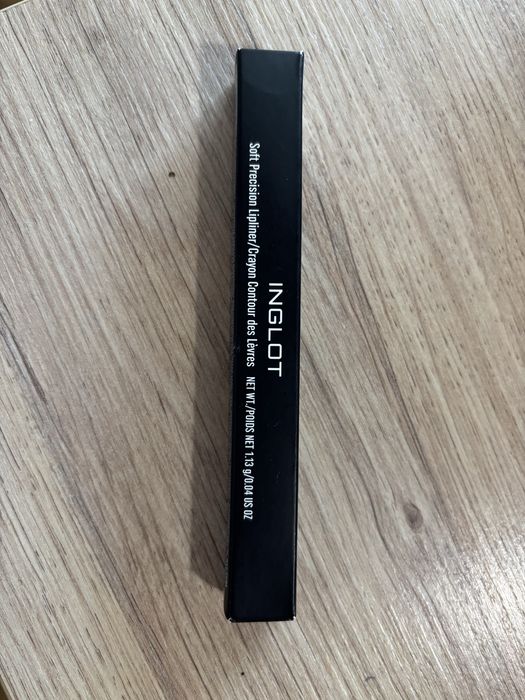 INGLOT
Soft Precision Lipliner/Crayon Contour des Lèvres NET WT./POIDS NET 1.13 g/0.04 US OZ